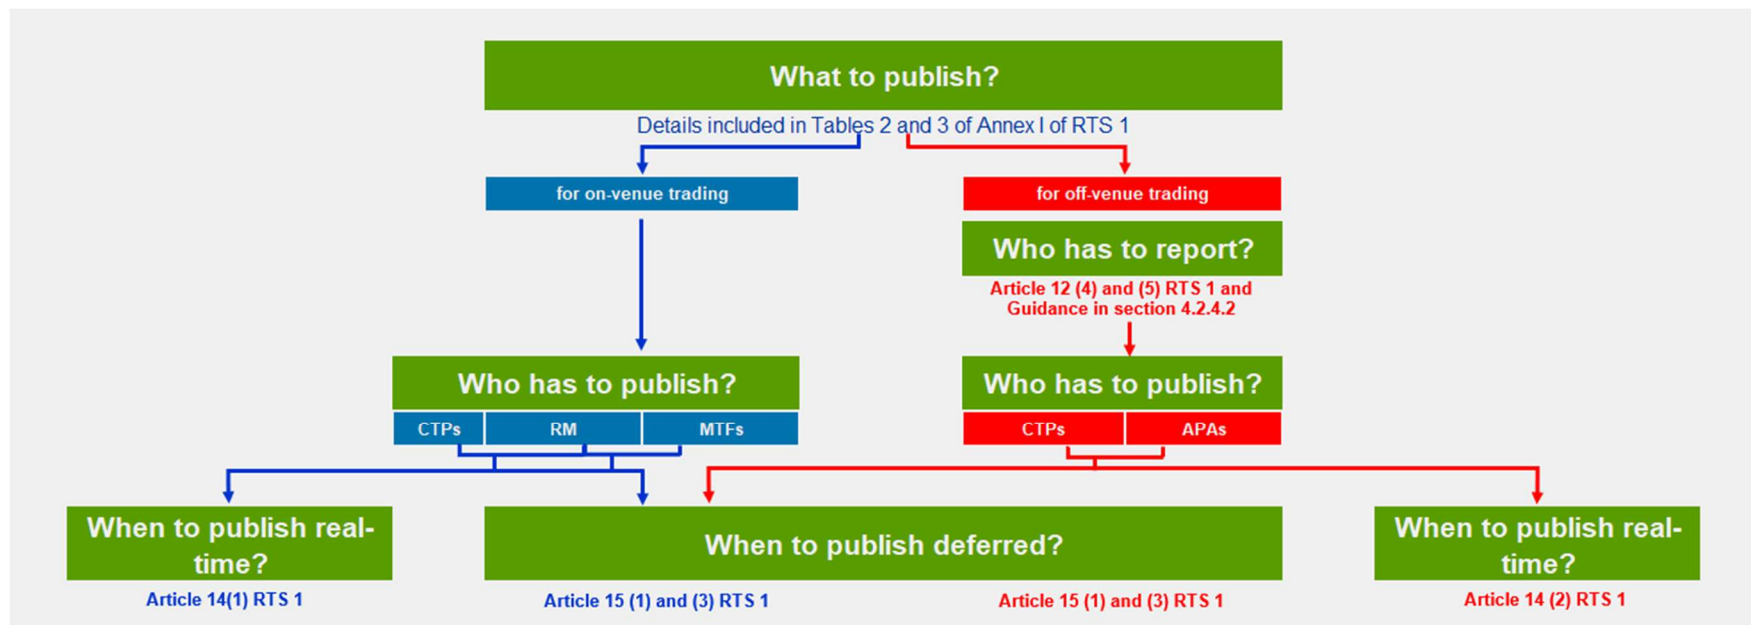 What to publish?
Details included in Tables 2 and 3 of Annex I of RTS 1
for on-venue trading
for off-venue trading
Who has to report?
Article 12 (4) and (5) RTS 1 and
Guidance in section 4.2.4.2
Who has to publish?
Who has to publish?
CTPs
RM
MTFs
CTPs
APAs
When to publish real-
time?
When to publish deferred?
When to publish real-
time?
Article 14(1) RTS 1
Article 15 (1) and (3) RTS 1
Article 15 (1) and (3) RTS 1
Article 14 (2) RTS 1